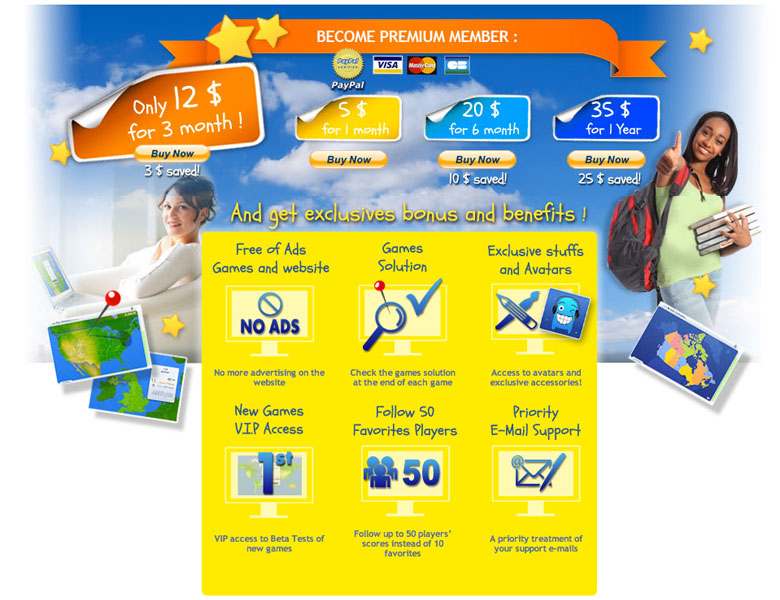 BECOME PREMIUM MEMBER :
PayPal
VERIFIED
VISA
MasterCard
CB
PayPal
Only 12 $
for 3 month !
Buy Now
3 $ saved!
5 $
for 1 month
Buy Now
20 $
for 6 month
Buy Now
10 $ saved!
35 $
for 1 Year
Buy Now
25 $ saved!
And get exclusives bonus and benefits !
Free of Ads
Games and website
NO ADS
No more advertising on the
website
Games
Solution
Check the games solution
at the end of each game
Exclusive stuffs
and Avatars
Access to avatars and
exclusive accessories!
New Games
V.I.P Access
1st
VIP access to Beta Tests of
new games
Follow 50
Favorites Players
50
Follow up to 50 players'
scores instead of 10
favorites
Priority
E-Mail Support
@
A priority treatment of
your support e-mails